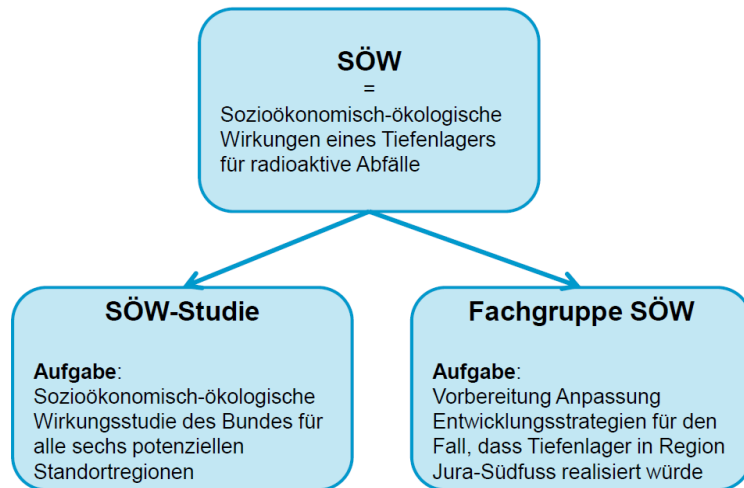 SÖW
=
Sozioökonomisch-ökologische
Wirkungen eines Tiefenlagers
für radioaktive Abfälle
SÖW-Studie
Aufgabe:
Sozioökonomisch-ökologische
Wirkungsstudie des Bundes für
alle sechs potenziellen
Standortregionen
Fachgruppe SÖW
Aufgabe:
Vorbereitung Anpassung
Entwicklungsstrategien für den
Fall, dass Tiefenlager in Region
Jura-Südfuss realisiert würde